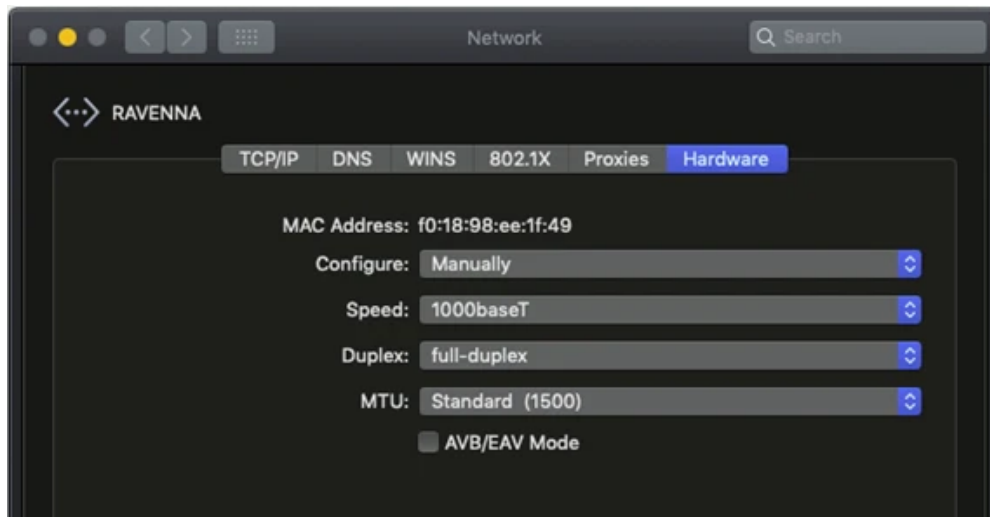 Network
Search
RAVENNA
TCP/IP DNS WINS 802.1X Proxies Hardware
MAC Address: f0:18:98:ee:1f:49
Configure: Manually
Speed: 1000baseT
Duplex: full-duplex
MTU: Standard (1500)
AVB/EAV Mode